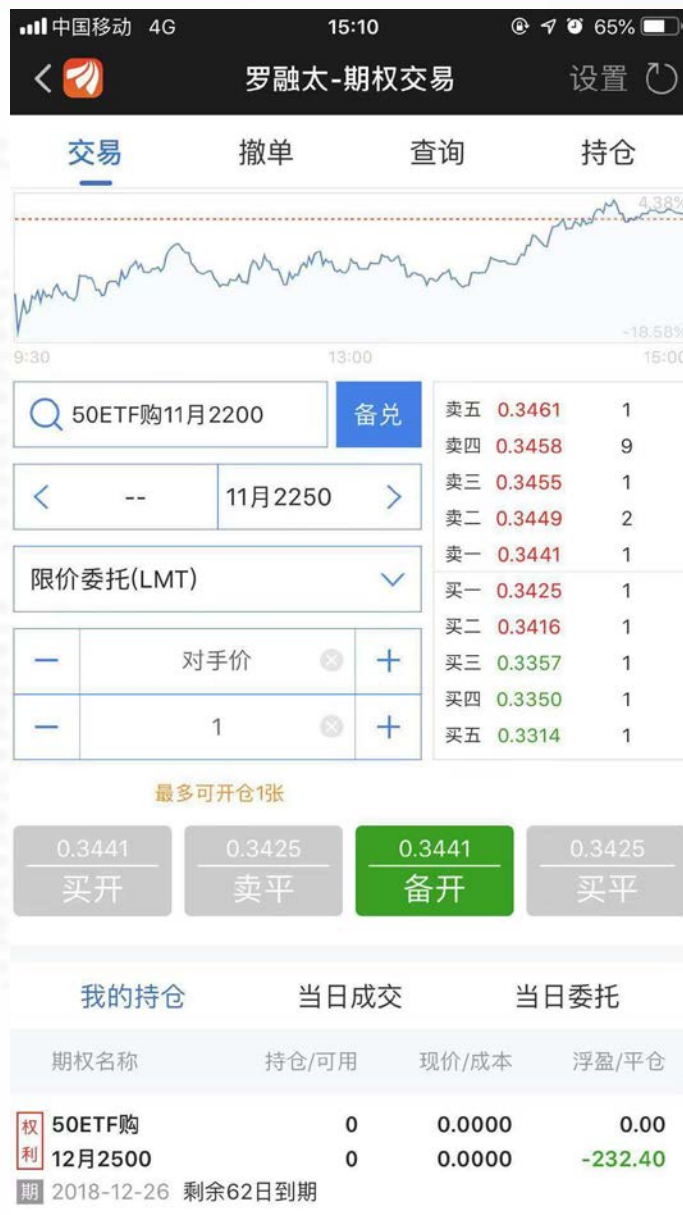 中国移动 4G 15:10 65%
罗融太-期权交易 设置
交易 撤单 查询 持仓
4.38%
-18.58%
9:30 13:00 15:00
50ETF购11月2200 备兑
-- 11月2250
限价委托(LMT)
对手价
1
最多可开仓1张
卖五 0.3461 1
卖四 0.3458 9
卖三 0.3455 1
卖二 0.3449 2
卖一 0.3441 1
买一 0.3425 1
买二 0.3416 1
买三 0.3357 1
买四 0.3350 1
买五 0.3314 1
0.3441 0.3425 0.3441 0.3425
买开 卖平 备开 买平
我的持仓 当日成交 当日委托
期权名称 持仓/可用 现价/成本 浮盈/平仓
权利 50ETF购 0 0.0000 0.00
12月2500 0 0.0000 -232.40
期 2018-12-26 剩余62日到期